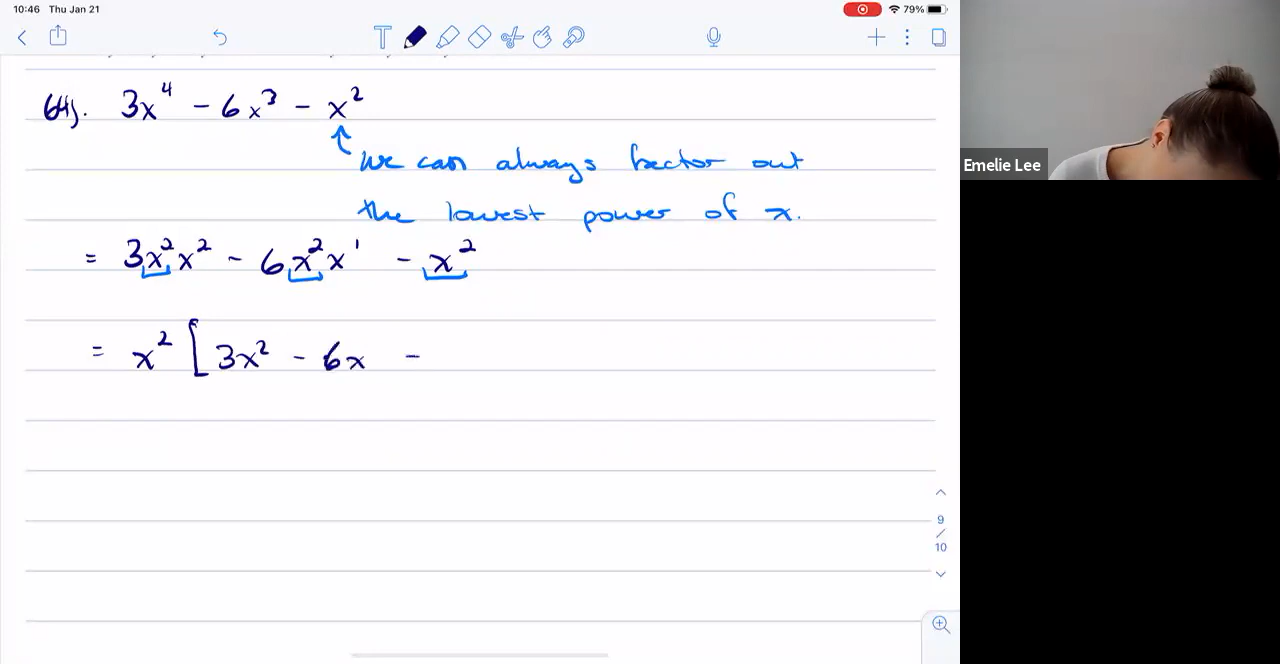 10:46 Thu Jan 21
79%
64). 3x⁴ - 6x³ - x²
we can always factor out
the lowest power of x.
= 3x²x² - 6x²x¹ - x²
= x² [3x² - 6x -
Emelie Lee
9
/
10